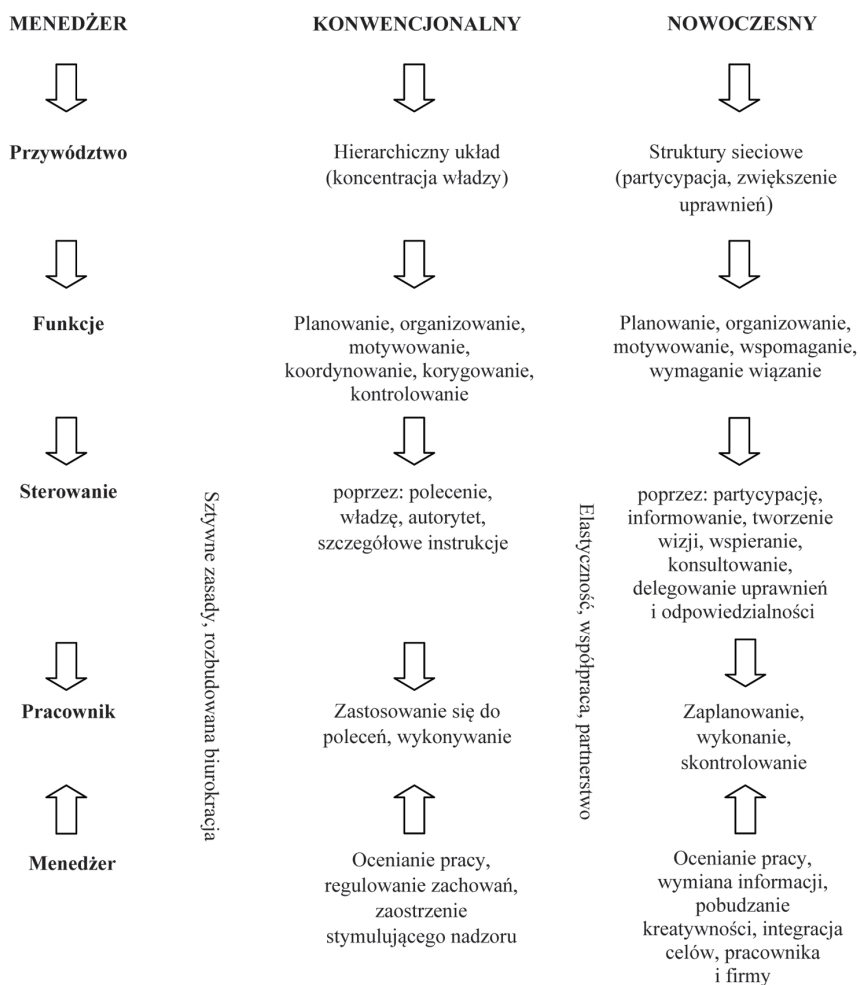 MENEDŻER KONWENCJONALNY NOWOCZESNY
Przywództwo
Hierarchiczny układ
(koncentracja władzy)
Struktury sieciowe
(partycypacja, zwiększenie
uprawnień)
Funkcje
Planowanie, organizowanie,
motywowanie,
koordynowanie, korygowanie,
kontrolowanie
Planowanie, organizowanie,
motywowanie, wspomaganie,
wymaganie wiązanie
Sterowanie
Sztywne zasady, rozbudowana biurokracja
poprzez: polecenie,
władzę, autorytet,
szczegółowe instrukcje
Elastyczność, współpraca, partnerstwo
poprzez: partycypację,
informowanie, tworzenie
wizji, wspieranie,
konsultowanie,
delegowanie uprawnień
i odpowiedzialności
Pracownik
Zastosowanie się do
poleceń, wykonywanie
Zaplanowanie,
wykonanie,
skontrolowanie
Menedżer
Ocenianie pracy,
regulowanie zachowań,
zaostrzenie
stymulującego nadzoru
Ocenianie pracy,
wymiana informacji,
pobudzanie
kreatywności, integracja
celów, pracownika
i firmy